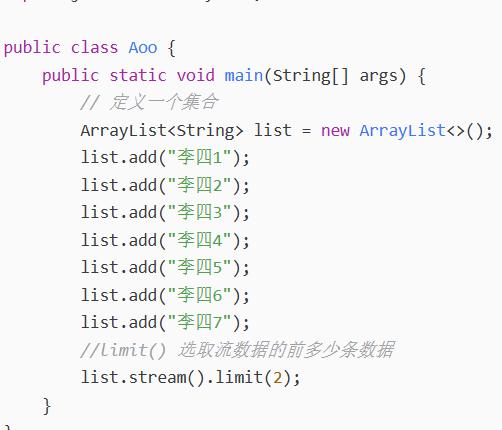 public class Aoo {
    public static void main(String[] args) {
        // 定义一个集合
        ArrayList<String> list = new ArrayList<>();
        list.add("李四1");
        list.add("李四2");
        list.add("李四3");
        list.add("李四4");
        list.add("李四5");
        list.add("李四6");
        list.add("李四7");
        //limit() 选取流数据的前多少条数据
        list.stream().limit(2);
    }